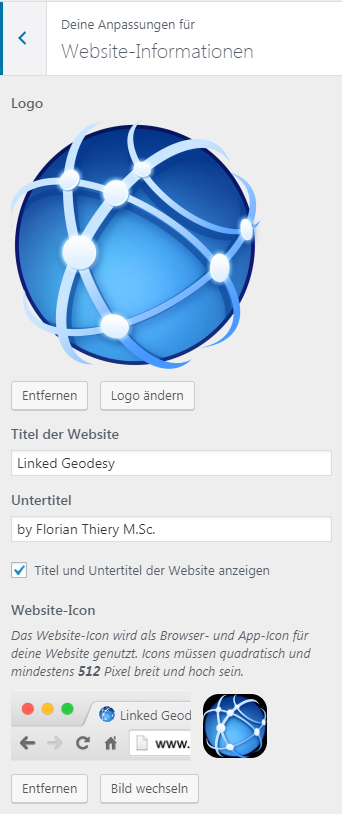 Deine Anpassungen für
Website-Informationen
Logo
Entfernen
Logo ändern
Titel der Website
Linked Geodesy
Untertitel
by Florian Thiery M.Sc.
Titel und Untertitel der Website anzeigen
Website-Icon
Das Website-Icon wird als Browser- und App-Icon für
deine Website genutzt. Icons müssen quadratisch und
mindestens 512 Pixel breit und hoch sein.
Linked Geod
www.
Entfernen
Bild wechseln